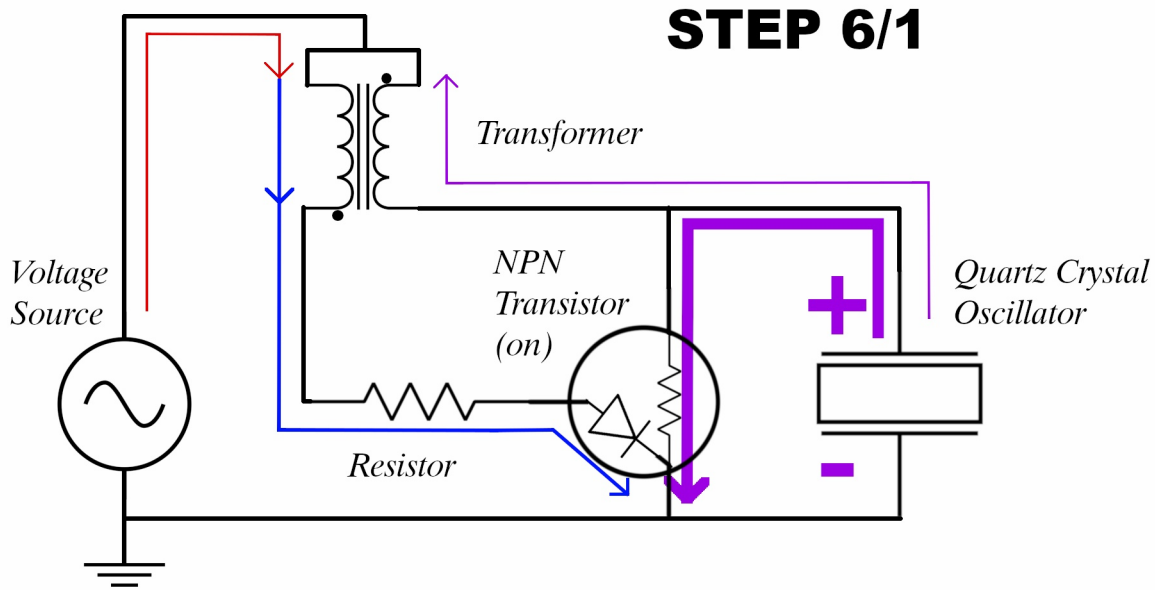 STEP 6/1
Transformer
Voltage
Source
NPN
Transistor
(on)
Quartz Crystal
Oscillator
+
-
Resistor